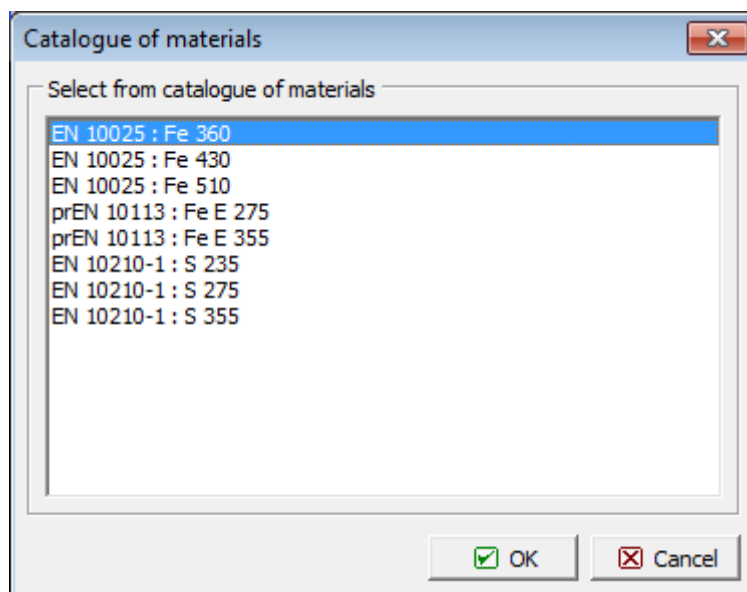 Catalogue of materials
Select from catalogue of materials
EN 10025 : Fe 360
EN 10025 : Fe 430
EN 10025 : Fe 510
prEN 10113 : Fe E 275
prEN 10113 : Fe E 355
EN 10210-1 : S 235
EN 10210-1 : S 275
EN 10210-1 : S 355
OK
Cancel